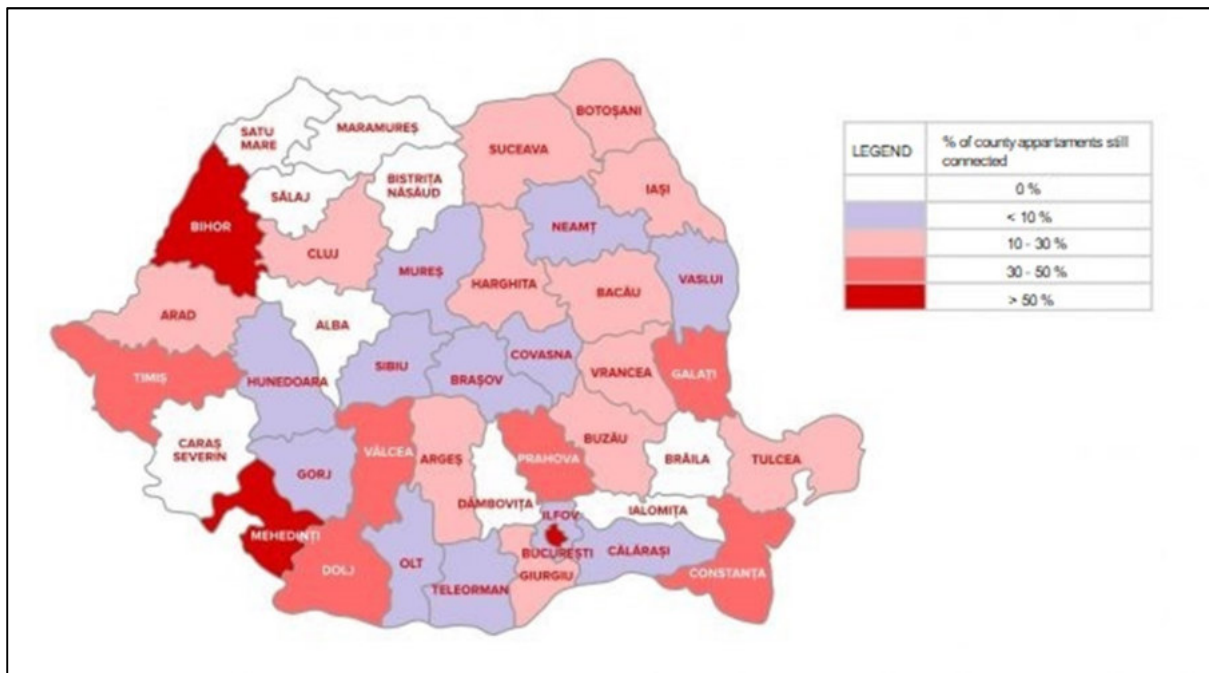 SATU
MARE
MARAMUREȘ
SUCEAVA
BOTOȘANI
BISTRIȚA
NĂSĂUD
SĂLAJ
IAȘI
BIHOR
CLUJ
NEAMȚ
MUREȘ
HARGHITA
BACĂU
VASLUI
ARAD
ALBA
TIMIȘ
HUNEDOARA
SIBIU
BRAȘOV
COVASNA
VRANCEA
GALAȚI
CARAȘ
SEVERIN
GORJ
VÂLCEA
ARGEȘ
PRAHOVA
BUZĂU
BRĂILA
TULCEA
DÂMBOVIȚA
IALOMIȚA
ILFOV
MEHEDINȚI
DOLJ
OLT
TELEORMAN
BUCUREȘTI
GIURGIU
CĂLĂRAȘI
CONSTANȚA
LEGEND
% of county appartaments still
connected
0 %
< 10 %
10 - 30 %
30 - 50 %
> 50 %